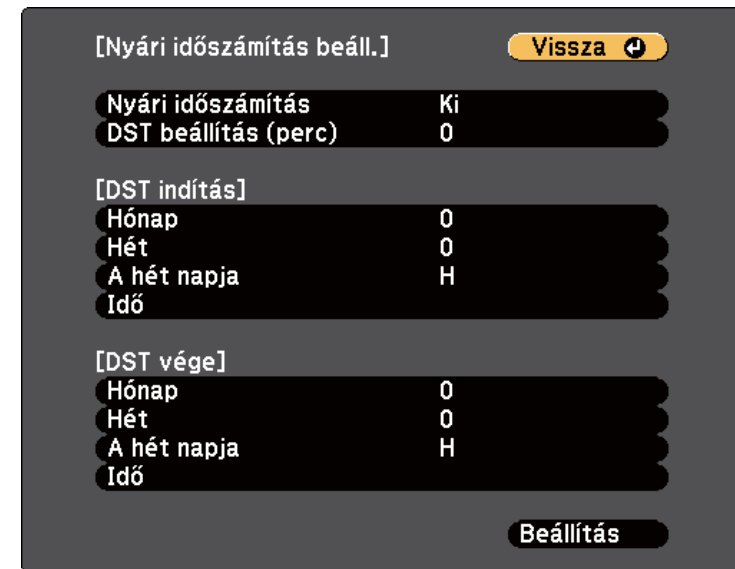 [Nyári időszámítás beáll.] Vissza
Nyári időszámítás Ki
DST beállítás (perc) 0
[DST indítás]
Hónap 0
Hét 0
A hét napja H
Idő
[DST vége]
Hónap 0
Hét 0
A hét napja H
Idő
Beállítás